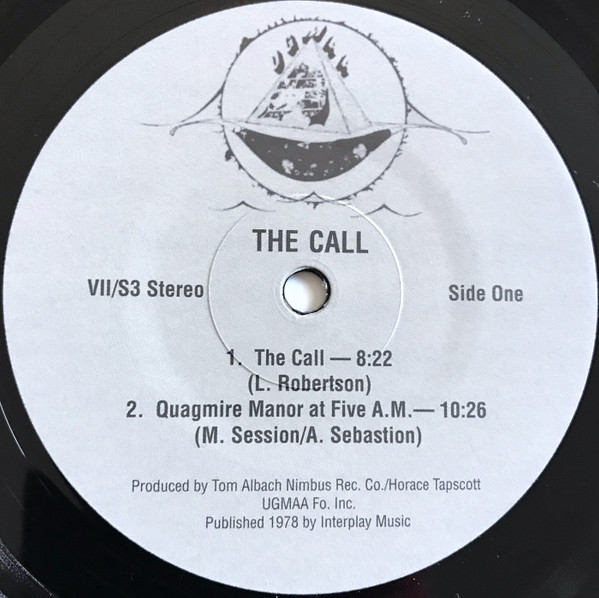 THE CALL
VII/S3 Stereo
Side One
1. The Call — 8:22
(L. Robertson)
2. Quagmire Manor at Five A.M.— 10:26
(M. Session/A. Sebastion)
Produced by Tom Albach Nimbus Rec. Co./Horace Tapscott
UGMAA Fo. Inc.
Published 1978 by Interplay Music